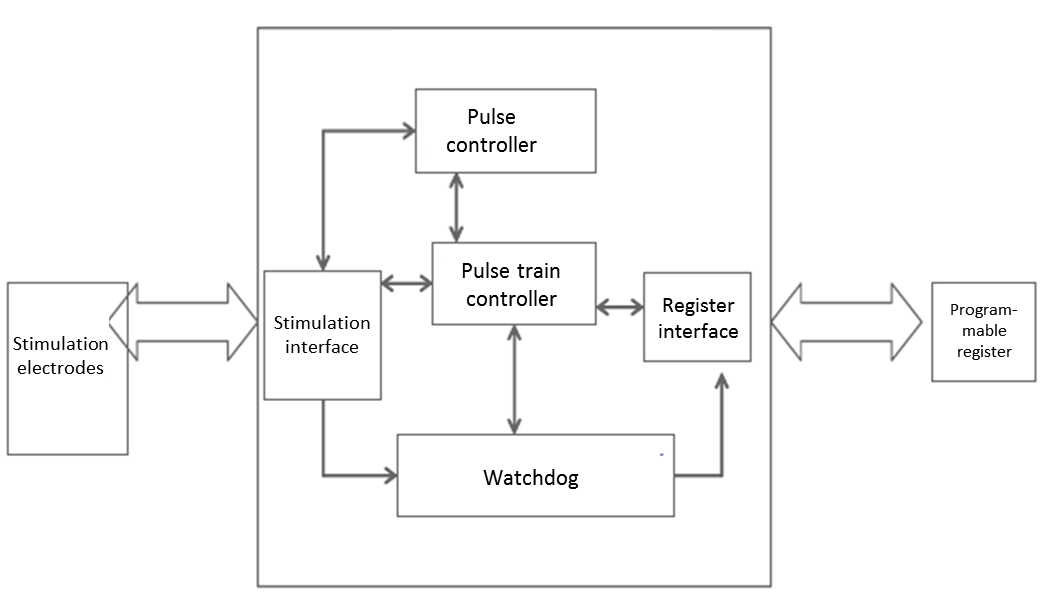 Pulse
controller
Pulse train
controller
Stimulation
interface
Register
interface
Stimulation
electrodes
Program-
mable
register
Watchdog